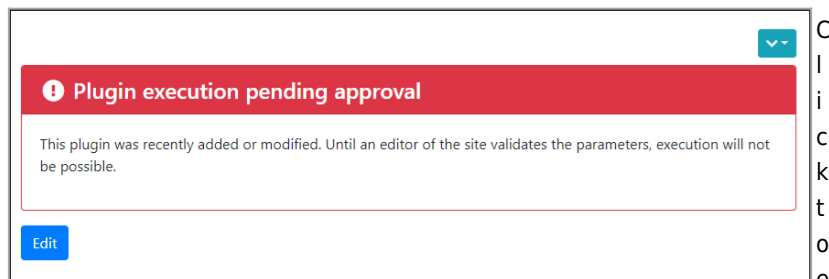 Plugin execution pending approval
This plugin was recently added or modified. Until an editor of the site validates the parameters, execution will not
be possible.
Edit
C
l
i
c
k
t
o